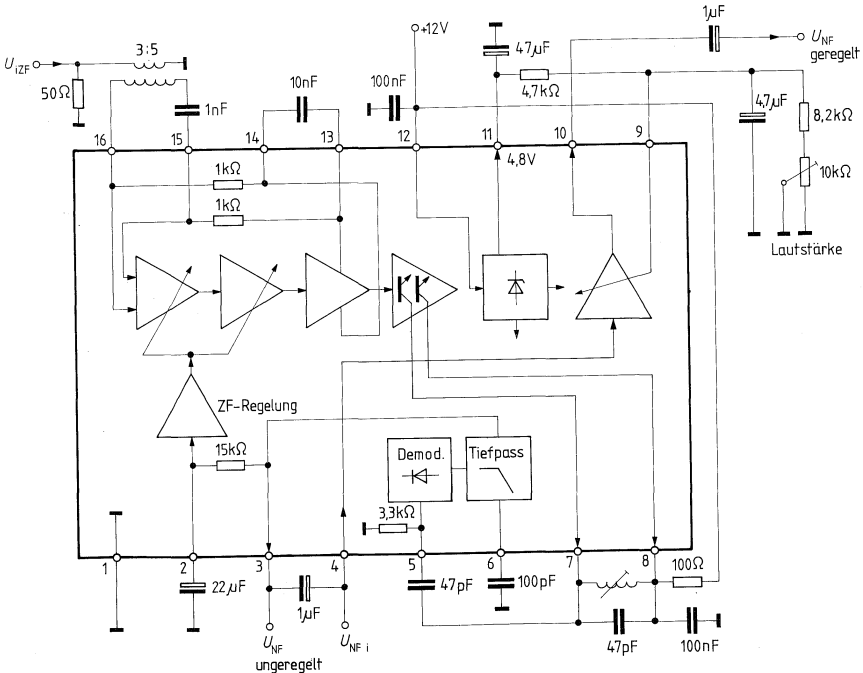 1µF
3:5
+12V
U NF
geregelt
U iZF
47µF
50Ω
1nF
10nF
100nF
4,7kΩ
4,7µF
8,2kΩ
10kΩ
Lautstärke
16
15
14
13
12
11
10
9
4,8V
1kΩ
1kΩ
ZF-Regelung
15kΩ
Demod.
Tiefpass
3,3kΩ
1
2
3
4
5
6
7
8
22µF
1µF
47pF
100pF
100Ω
47pF
100nF
U NF
ungeregelt
U NF i